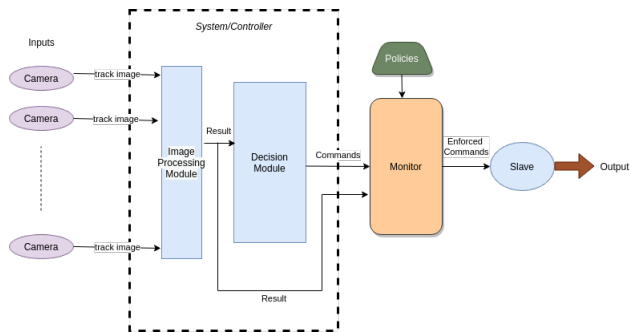 System/Controller
Inputs
Policies
Camera
track image
Camera
track image
Result
Image
Processing
Module
Decision
Module
Commands
Monitor
Enforced
Commands
Slave
Output
Camera
track image
Result